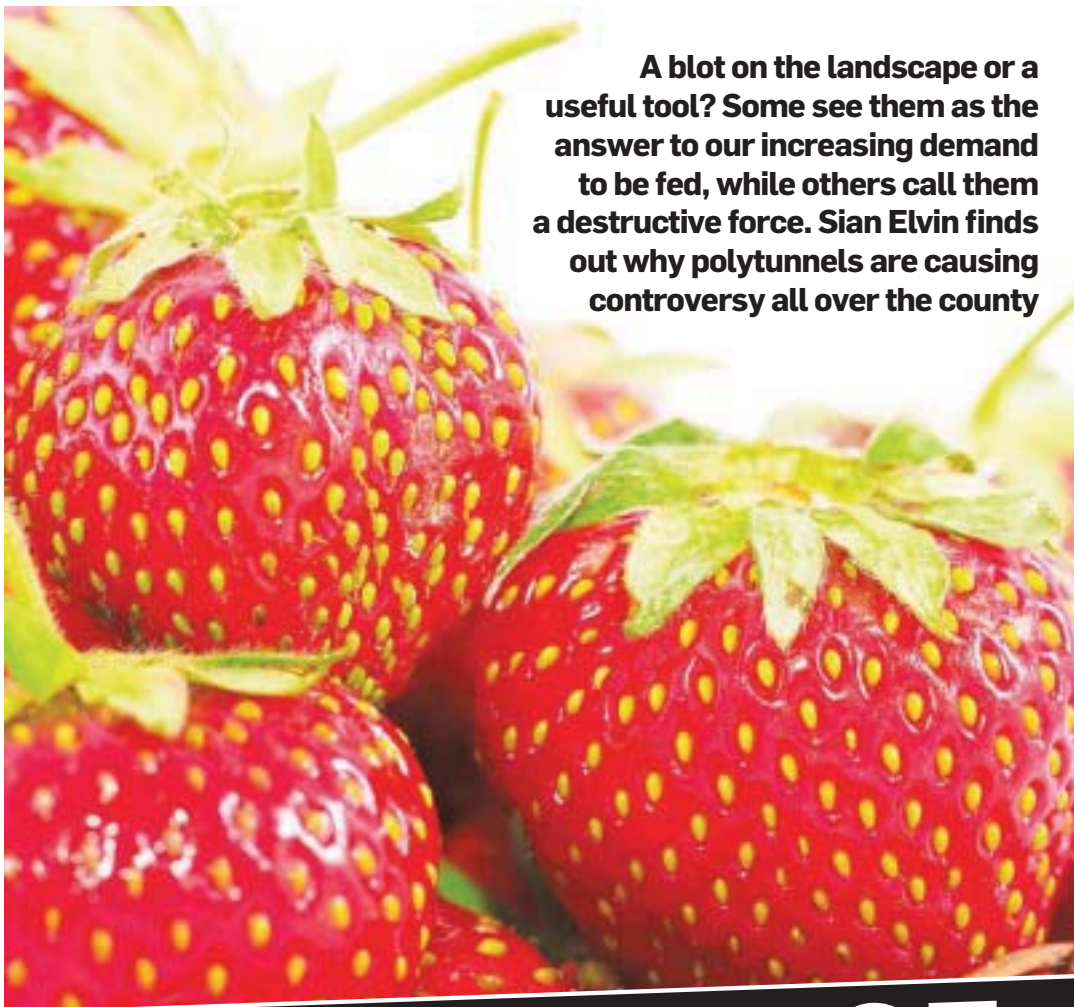 A blot on the landscape or a
useful tool? Some see them as the
answer to our increasing demand
to be fed, while others call them
a destructive force. Sian Elvin finds
out why polytunnels are causing
controversy all over the county